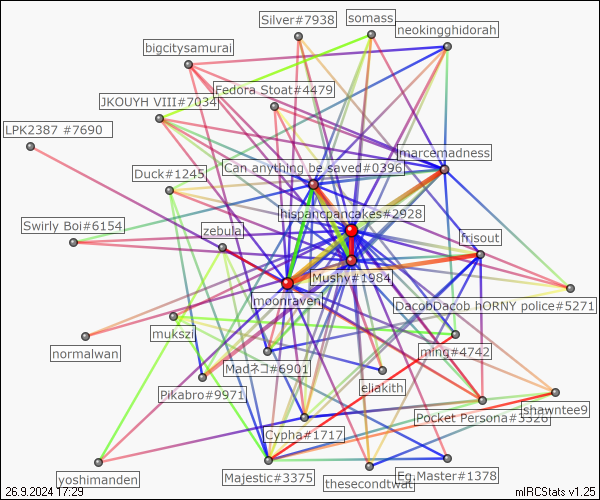 Silver#7938
somass
neokingghidorah
bigcitysamurai
Fedora Stoat#4479
JKOUYH VIII#7034
LPK2387 #7690
marcemadness
Can anything be saved#0396
Duck#1245
hispancpancakes#2928
Swirly Boi#6154
zebula
frisout
Mushy#1984
moonraven
DacobDacob hORNY police#5271
mukszi
ming#4742
normalwan
Madネコ#6901
eliakith
Pikabro#9971
shawntee9
Pocket Persona#3326
Cypha#1717
yoshimanden
Majestic#3375
Eg.Master#1378
thesecondtwat
26.9.2024 17:29
mIRCStats v1.25